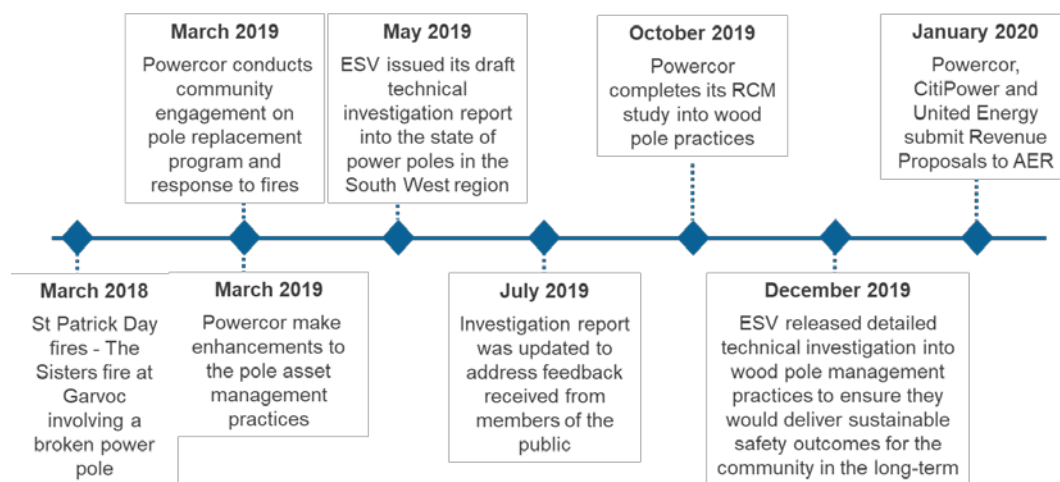 March 2019
Powercor conducts
community
engagement on
pole replacement
program and
response to fires
May 2019
ESV issued its draft
technical
investigation report
into the state of
power poles in the
South West region
October 2019
Powercor
completes its RCM
study into wood
pole practices
January 2020
Powercor,
CitiPower and
United Energy
submit Revenue
Proposals to AER
March 2018
St Patrick Day
fires - The
Sisters fire at
Garvoc
involving a
broken power
pole
March 2019
Powercor make
enhancements to
the pole asset
management
practices
July 2019
Investigation report
was updated to
address feedback
received from
members of the
public
December 2019
ESV released detailed
technical investigation into
wood pole management
practices to ensure they
would deliver sustainable
safety outcomes for the
community in the long-term